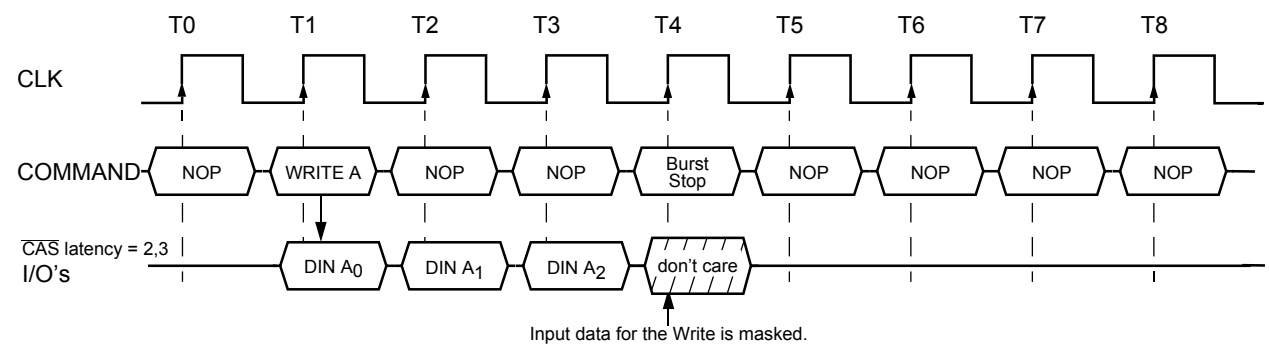 T0 T1 T2 T3 T4 T5 T6 T7 T8
CLK
COMMAND NOP WRITE A NOP NOP Burst Stop NOP NOP NOP NOP
CAS latency = 2,3
I/O's DIN A0 DIN A1 DIN A2 don't care
Input data for the Write is masked.